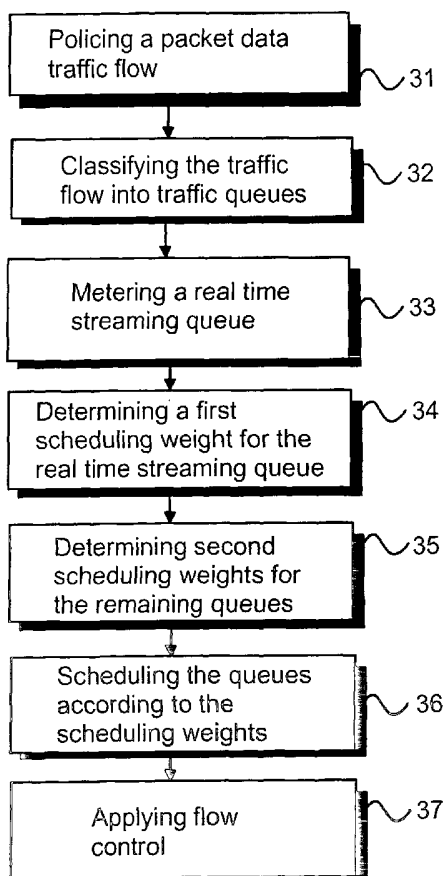 Policing a packet data
traffic flow
31
Classifying the traffic
flow into traffic queues
32
Metering a real time
streaming queue
33
Determining a first
scheduling weight for the
real time streaming queue
34
Determining second
scheduling weights for
the remaining queues
35
Scheduling the queues
according to the
scheduling weights
36
Applying flow
control
37